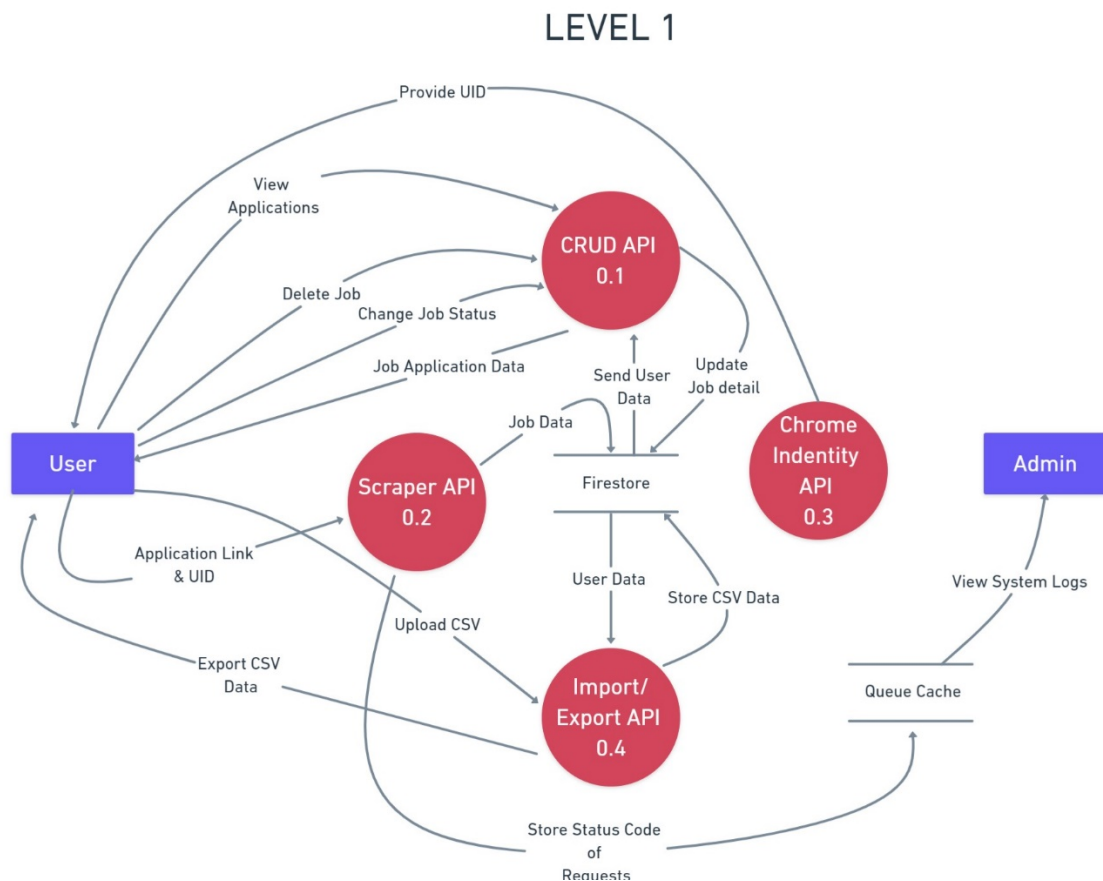 LEVEL 1
Provide UID
View
Applications
CRUD API
0.1
Delete Job
Change Job Status
Job Application Data
Send User
Data
Update
Job detail
Job Data
User
Scraper API
0.2
Firestore
Chrome
Indentity
API
0.3
Admin
Application Link
& UID
User Data
Store CSV Data
View System Logs
Upload CSV
Export CSV
Data
Import/
Export API
0.4
Queue Cache
Store Status Code
of
Requests